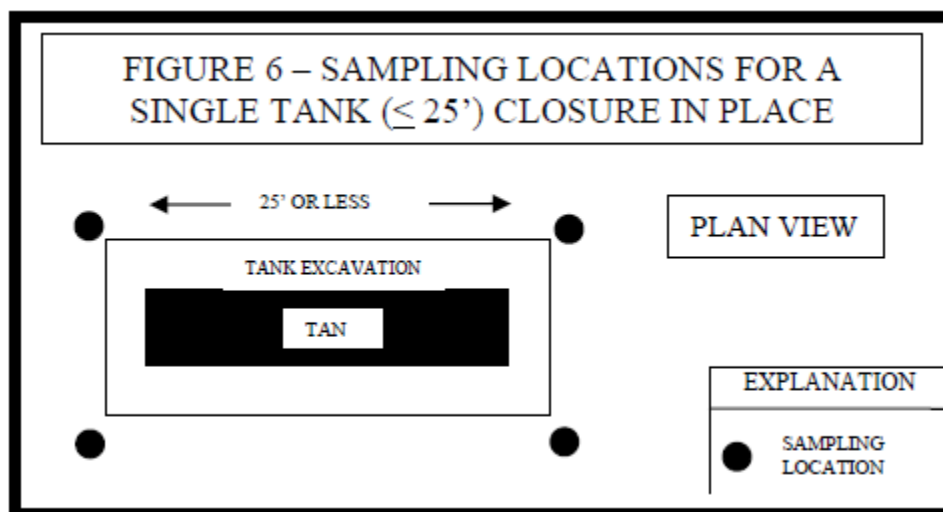 FIGURE 6 – SAMPLING LOCATIONS FOR A
SINGLE TANK (≤ 25’) CLOSURE IN PLACE
25’ OR LESS
PLAN VIEW
TANK EXCAVATION
TAN
EXPLANATION
SAMPLING
LOCATION